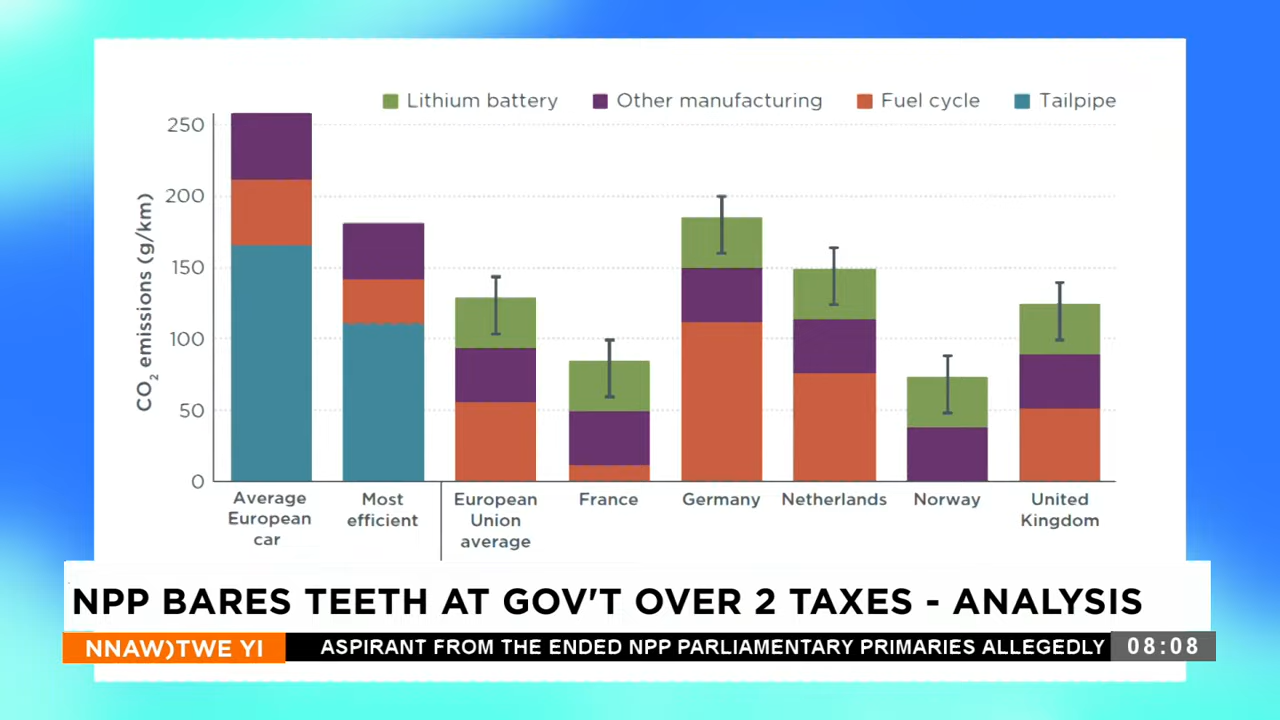 Lithium battery
Other manufacturing
Fuel cycle
Tailpipe
CO2 emissions (g/km)
250
200
150
100
50
0
Average
European
car
Most
efficient
European
Union
average
France
Germany
Netherlands
Norway
United
Kingdom
NPP BARES TEETH AT GOV'T OVER 2 TAXES - ANALYSIS
NNAW)TWE YI
ASPIRANT FROM THE ENDED NPP PARLIAMENTARY PRIMARIES ALLEGEDLY
08:08